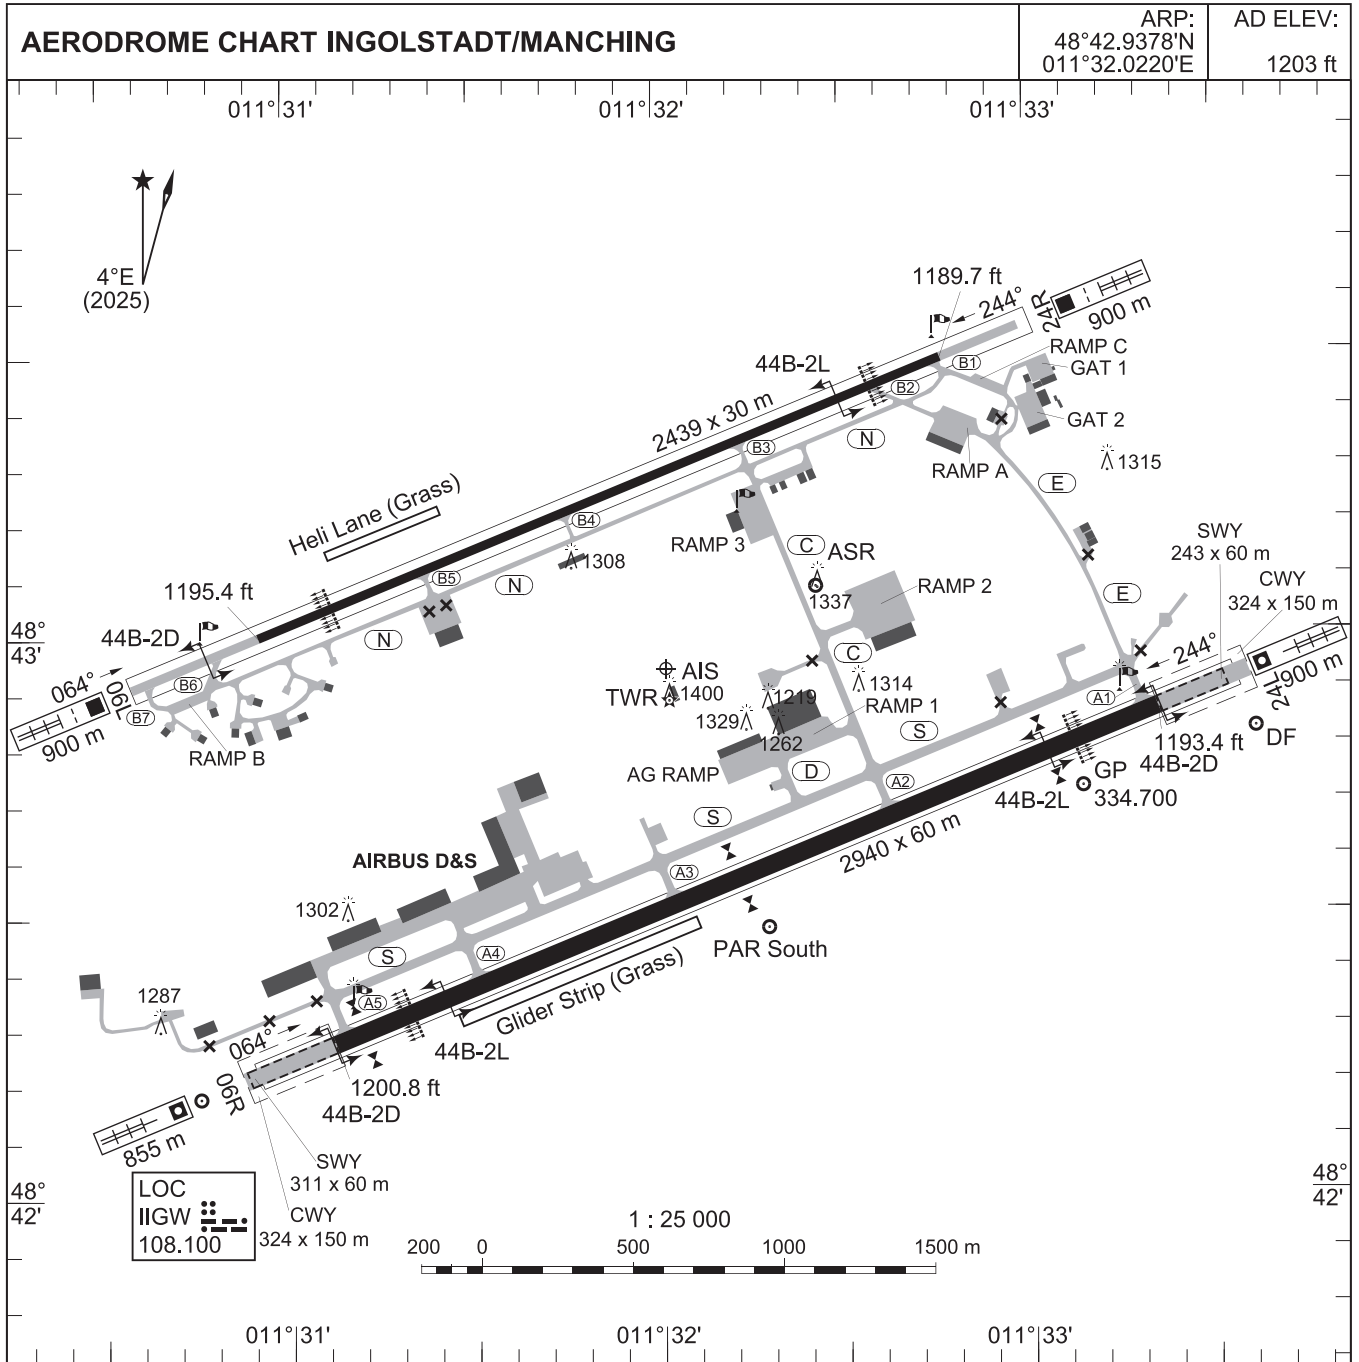 AERODROME CHART INGOLSTADT/MANCHING
ARP:
48°42.9378'N
011°32.0220'E
AD ELEV:
1203 ft
011°31'
011°32'
011°33'
4°E
(2025)
1189.7 ft
244°
24R
900 m
RAMP C
GAT 1
GAT 2
B1
B2
44B-2L
2439 x 30 m
B3
N
RAMP A
1315
E
Heli Lane (Grass)
B4
RAMP 3
C
ASR
1337
SWY
243 x 60 m
CWY
324 x 150 m
1308
N
B5
RAMP 2
E
1195.4 ft
48°
43'
44B-2D
N
064°
06L
B6
B7
900 m
RAMP B
AIS
TWR
1400
C
1314
1219
1329
RAMP 1
1262
244°
24L
900 m
A1
S
1193.4 ft
44B-2D
DF
AG RAMP
D
A2
GP
334.700
44B-2L
S
2940 x 60 m
AIRBUS D&S
A3
1302
PAR South
S
A4
Glider Strip (Grass)
1287
A5
064°
06R
44B-2L
1200.8 ft
44B-2D
855 m
SWY
311 x 60 m
CWY
324 x 150 m
LOC
IIGW
108.100
48°
42'
48°
42'
1 : 25 000
200 0 500 1000 1500 m
011°31'
011°32'
011°33'